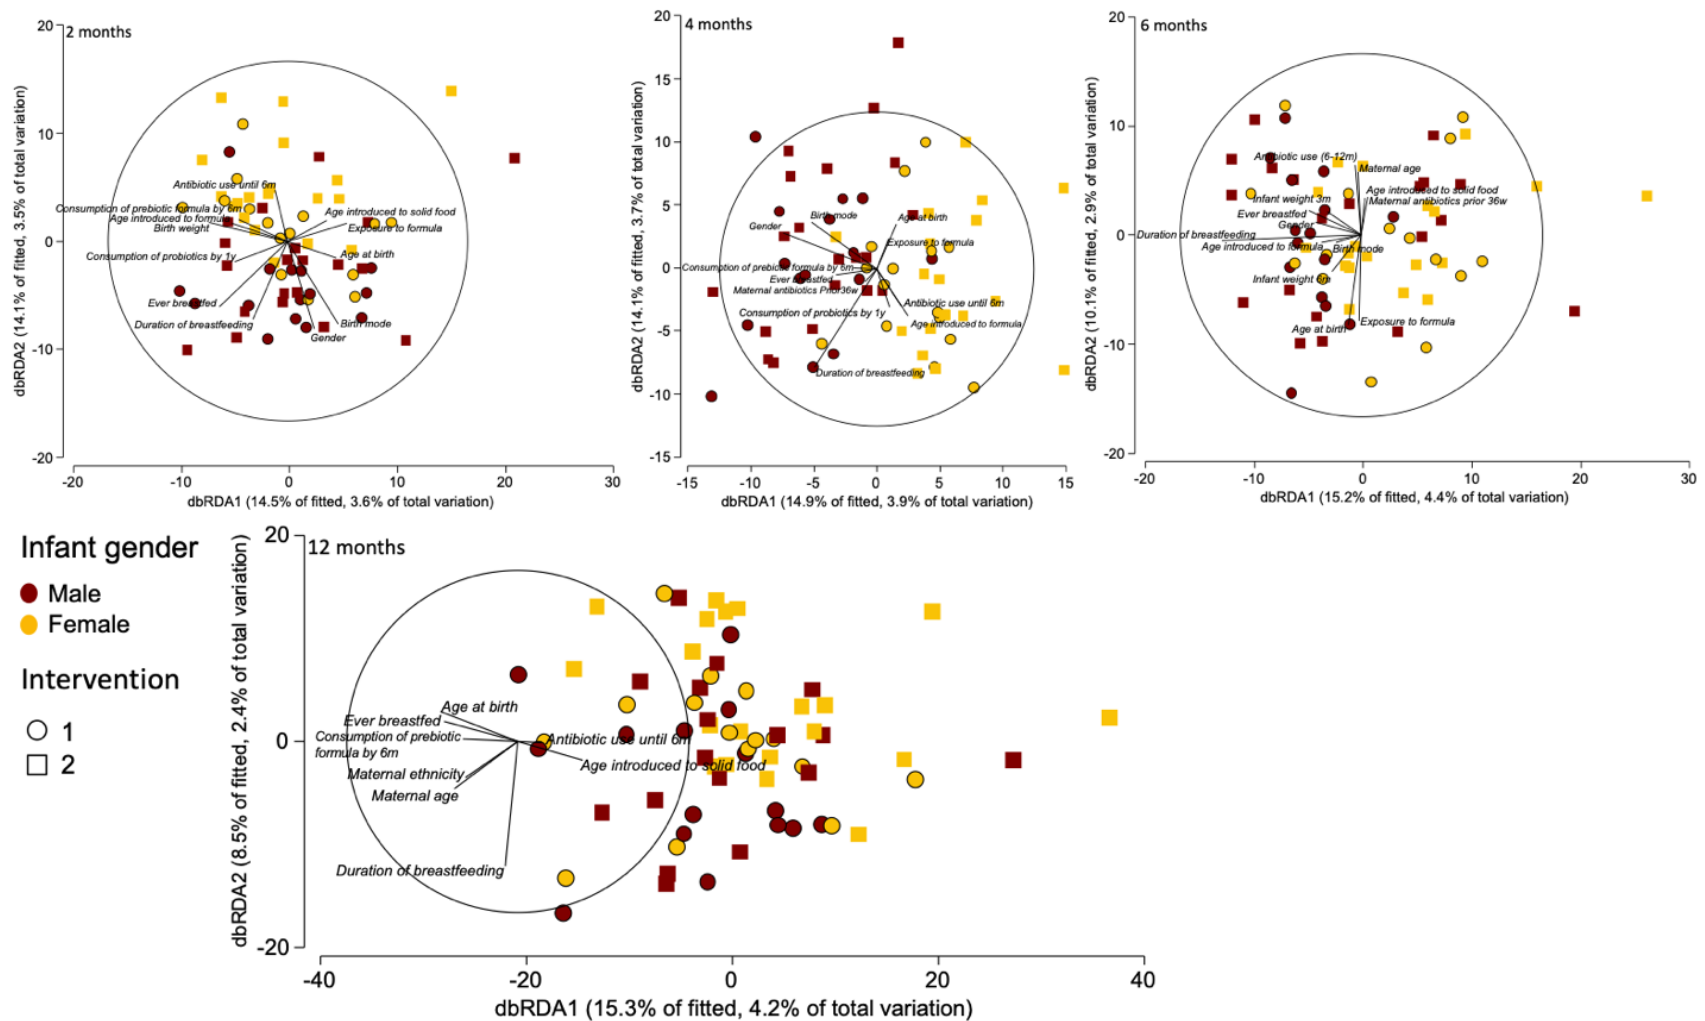 2 months
20
10
0
-10
-20
dbRDA2 (14.1% of fitted, 3.5% of total variation)
Antibiotic use until 6m
Consumption of prebiotic formula by 6m
Age introduced to formula
Birth weight
Consumption of probiotics by 1y
Ever breastfed
Duration of breastfeeding
Age introduced to solid food
Exposure to formula
Age at birth
Birth mode
Gender
-20
-10
0
10
20
30
dbRDA1 (14.5% of fitted, 3.6% of total variation)
4 months
20
15
10
5
0
-5
-10
-15
dbRDA2 (14.1% of fitted, 3.7% of total variation)
Birth mode
Gender
Age at birth
Exposure to formula
Consumption of prebiotic formula by 6m
Ever breastfed
Maternal antibiotics Prior36w
Consumption of probiotics by 1y
Antibiotic use until 6m
Age introduced to formula
Duration of breastfeeding
-15
-10
-5
0
5
10
15
dbRDA1 (14.9% of fitted, 3.9% of total variation)
6 months
20
10
0
-10
-20
dbRDA2 (10.1% of fitted, 2.9% of total variation)
Antibiotic use (6-12m)
Maternal age
Age introduced to solid food
Maternal antibiotics prior 36w
Infant weight 3m
Ever breastfed
Gender
Duration of breastfeeding
Age introduced to formula
Birth mode
Infant weight 6m
Age at birth
Exposure to formula
-20
-10
0
10
20
30
dbRDA1 (15.2% of fitted, 4.4% of total variation)
Infant gender
Male
Female
Intervention
1
2
12 months
20
0
-20
dbRDA2 (8.5% of fitted, 2.4% of total variation)
Age at birth
Ever breastfed
Consumption of prebiotic
formula by 6m
Antibiotic use until 6m
Age introduced to solid food
Maternal ethnicity
Maternal age
Duration of breastfeeding
-40
-20
0
20
40
dbRDA1 (15.3% of fitted, 4.2% of total variation)